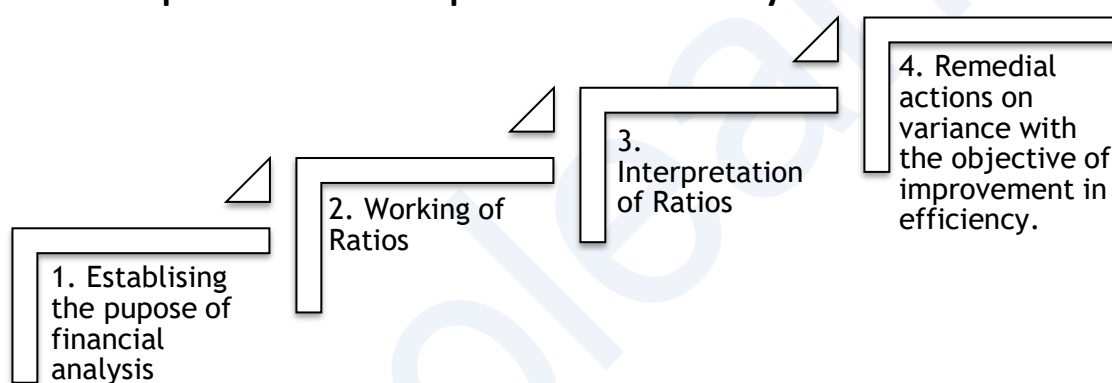 1. Establising
the pupose of
financial
analysis
2. Working of
Ratios
3.
Interpretation
of Ratios
4. Remedial
actions on
variance with
the objective of
improvement in
efficiency.